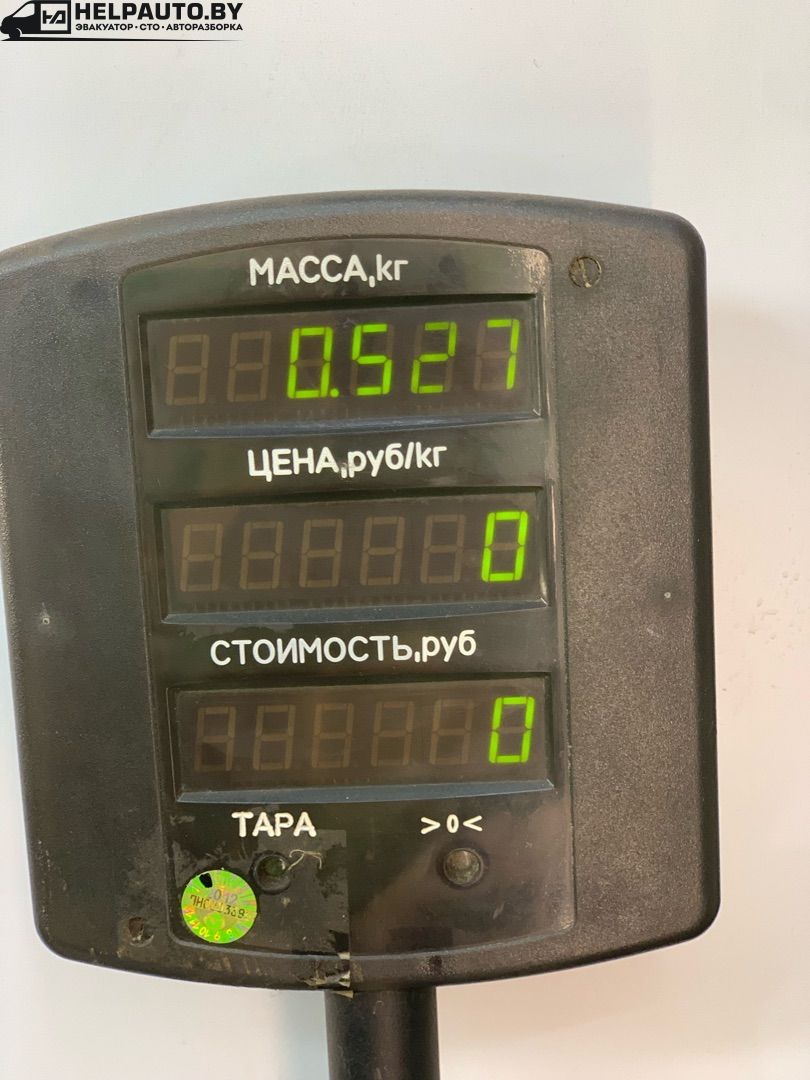 HELPAUTO.BY
ЭВАКУАТОР • СТО • АВТОРАЗБОРКА
МАССА,кг
0.527
ЦЕНА,руб/кг
0
СТОИМОСТЬ,руб
0
ТАРА >0<